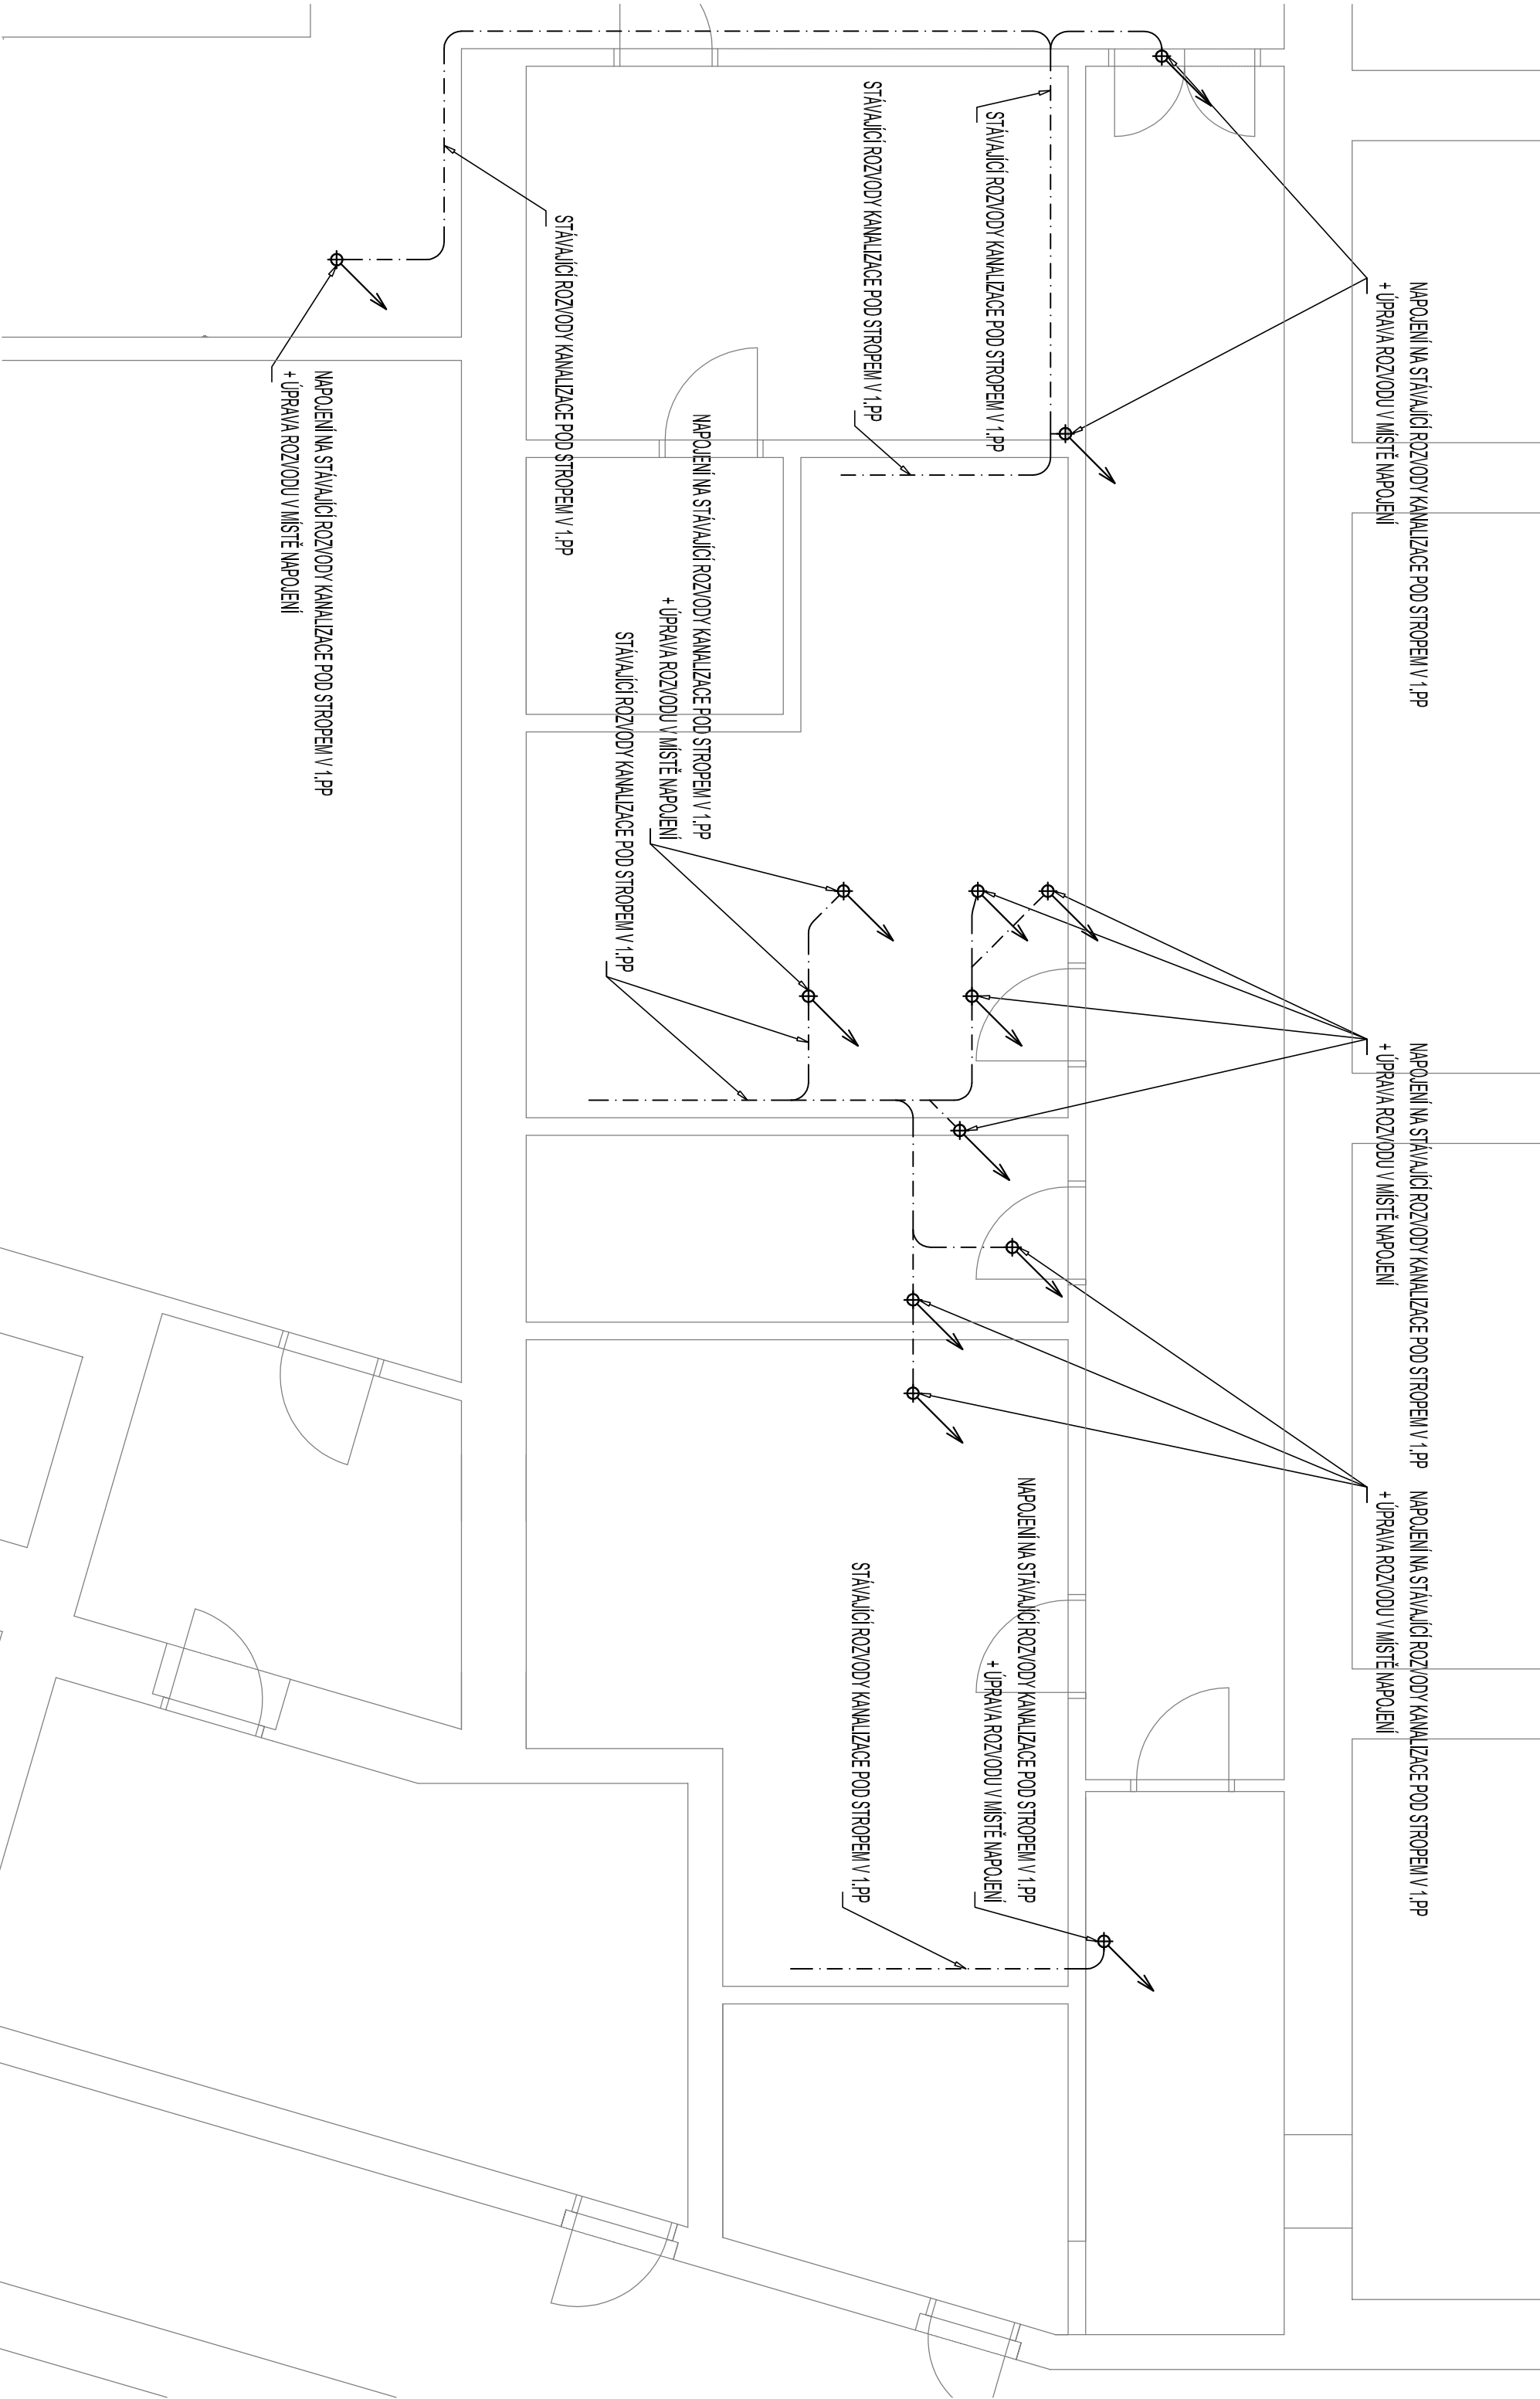 NAPOJENÍ NA STÁVAJÍCÍ ROZVODY KANALIZACE POD STROPEM V 1.PP
+ ÚPRAVA ROZVODU V MÍSTĚ NAPOJENÍ
NAPOJENÍ NA STÁVAJÍCÍ ROZVODY KANALIZACE POD STROPEM V 1.PP
+ ÚPRAVA ROZVODU V MÍSTĚ NAPOJENÍ
NAPOJENÍ NA STÁVAJÍCÍ ROZVODY KANALIZACE POD STROPEM V 1.PP
+ ÚPRAVA ROZVODU V MÍSTĚ NAPOJENÍ
STÁVAJÍCÍ ROZVODY KANALIZACE POD STROPEM V 1.PP
STÁVAJÍCÍ ROZVODY KANALIZACE POD STROPEM V 1.PP
NAPOJENÍ NA STÁVAJÍCÍ ROZVODY KANALIZACE POD STROPEM V 1.PP
+ ÚPRAVA ROZVODU V MÍSTĚ NAPOJENÍ
STÁVAJÍCÍ ROZVODY KANALIZACE POD STROPEM V 1.PP
NAPOJENÍ NA STÁVAJÍCÍ ROZVODY KANALIZACE POD STROPEM V 1.PP
+ ÚPRAVA ROZVODU V MÍSTĚ NAPOJENÍ
STÁVAJÍCÍ ROZVODY KANALIZACE POD STROPEM V 1.PP
STÁVAJÍCÍ ROZVODY KANALIZACE POD STROPEM V 1.PP
NAPOJENÍ NA STÁVAJÍCÍ ROZVODY KANALIZACE POD STROPEM V 1.PP
+ ÚPRAVA ROZVODU V MÍSTĚ NAPOJENÍ